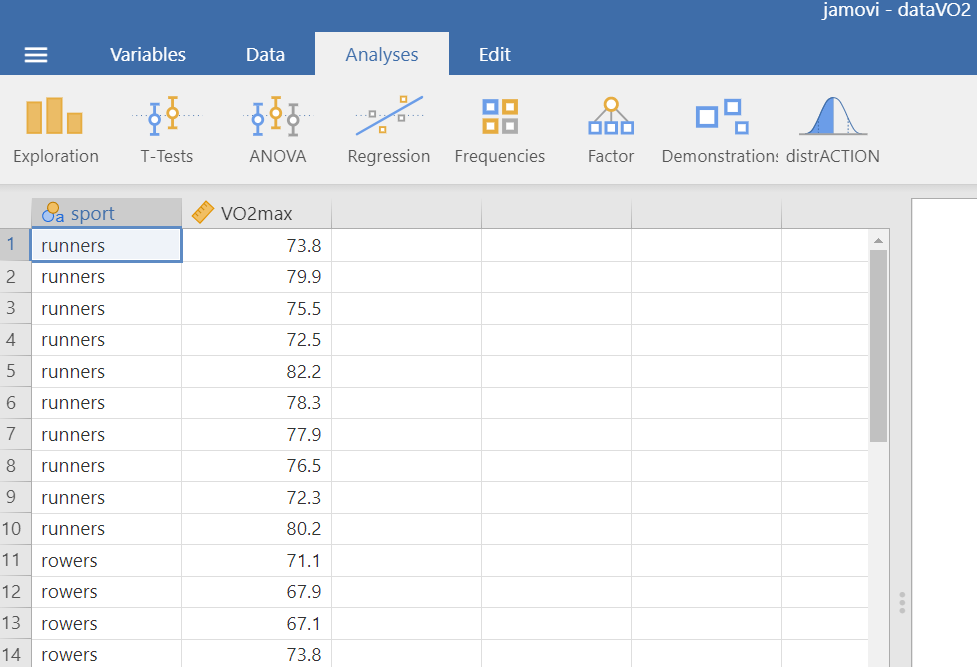 jamovi - dataVO2
Variables Data Analyses Edit
Exploration T-Tests ANOVA Regression Frequencies Factor Demonstrations distrACTION
a sport VO2max
1 runners 73.8
2 runners 79.9
3 runners 75.5
4 runners 72.5
5 runners 82.2
6 runners 78.3
7 runners 77.9
8 runners 76.5
9 runners 72.3
10 runners 80.2
11 rowers 71.1
12 rowers 67.9
13 rowers 67.1
14 rowers 73.8